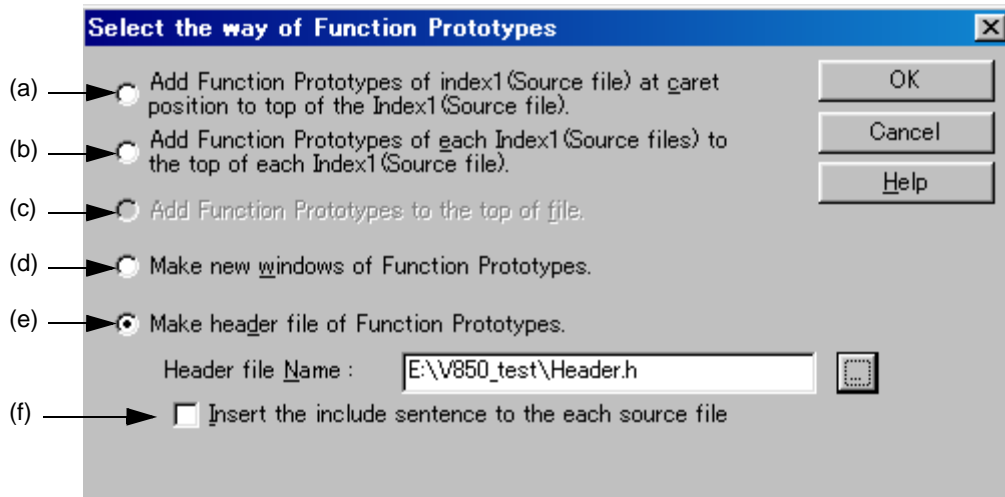 Select the way of Function Prototypes
(a) Add Function Prototypes of index1(Source file) at caret
position to top of the Index1(Source file).
OK
(b) Add Function Prototypes of each Index1(Source files) to
the top of each Index1(Source file).
Cancel
Help
(c) Add Function Prototypes to the top of file.
(d) Make new windows of Function Prototypes.
(e) Make header file of Function Prototypes.
Header file Name : E:\V850_test\Header.h ...
(f) Insert the include sentence to the each source file